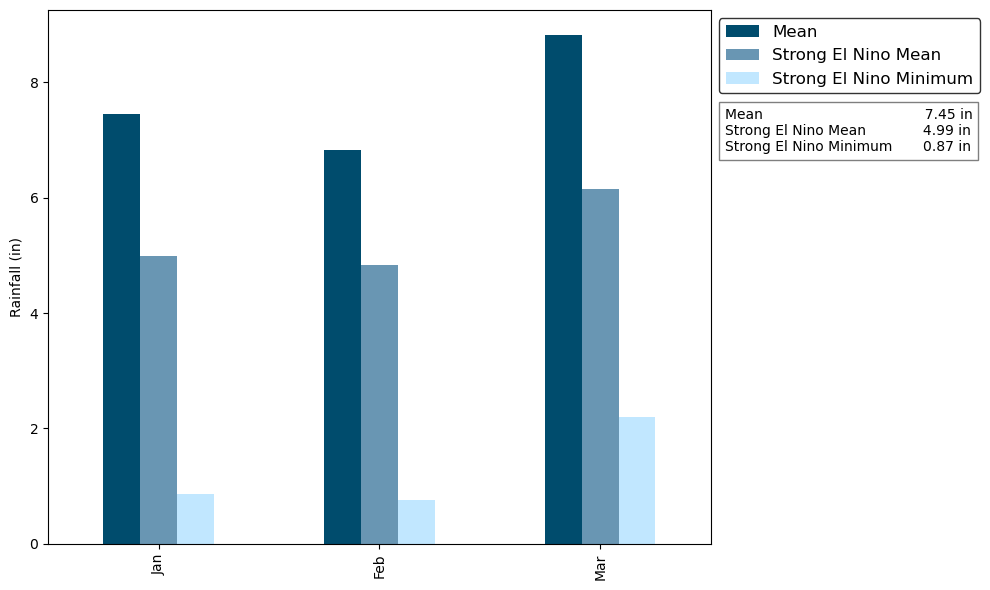 Mean
Strong El Nino Mean
Strong El Nino Minimum
Mean 7.45 in
Strong El Nino Mean 4.99 in
Strong El Nino Minimum 0.87 in
Rainfall (in)
8
6
4
2
0
Jan
Feb
Mar